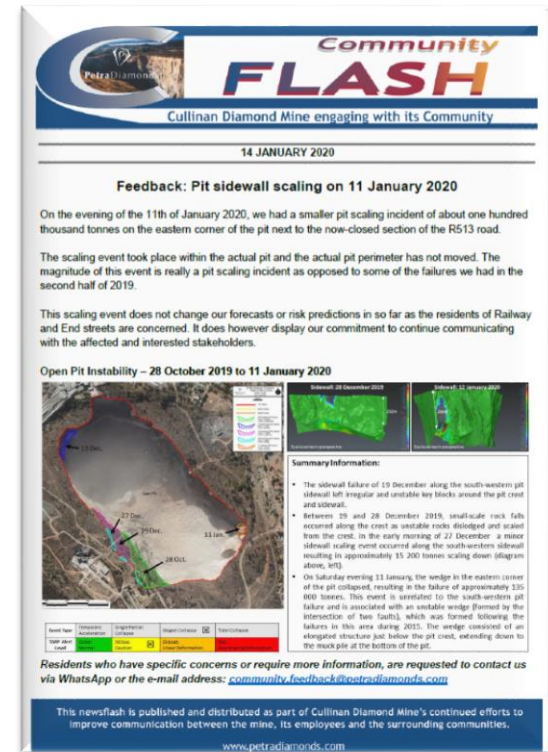 PetraDiamonds
Community
FLASH
Cullinan Diamond Mine engaging with its Community
14 JANUARY 2020
Feedback: Pit sidewall scaling on 11 January 2020
On the evening of the 11th of January 2020, we had a smaller pit scaling incident of about one hundred
thousand tonnes on the eastern corner of the pit next to the now-closed section of the R513 road.
The scaling event took place within the actual pit and the actual pit perimeter has not moved. The
magnitude of this event is really a pit scaling incident as opposed to some of the failures we had in the
second half of 2019.
This scaling event does not change our forecasts or risk predictions in so far as the residents of Railway
and End streets are concerned. It does however display our commitment to continue communicating
with the affected and interested stakeholders.
Open Pit Instability – 28 October 2019 to 11 January 2020
Sidewall 28 December 2019
Sidewall 12 January 2020
13 Dec.
27 Dec.
19 Dec.
11 Jan.
28 Oct.
Summary Information:
• The sidewall failure of 19 December along the south-western pit
sidewall left irregular and unstable key blocks around the pit crest
and sidewall.
• Between 19 and 28 December 2019, small-scale rock falls
occurred along the crest as unstable rocks dislodged and scaled
from the crest. In the early morning of 27 December a minor
sidewall scaling event occurred along the south-western sidewall
resulting in approximately 15 200 tonnes scaling down (diagram
above, left).
• On Saturday evening 11 January, the wedge in the eastern corner
of the pit collapsed, resulting in the failure of approximately 135
000 tonnes. This event is unrelated to the south-western pit
failure and is associated with an unstable wedge (formed by the
intersection of two faults), which was formed following the
failures in this area during 2015. The wedge consisted of an
elongated structure just below the pit crest, extending down to
the muck pile at the bottom of the pit.
Event Type
Total Collapse
Residents who have specific concerns or require more information, are requested to contact us
via WhatsApp or the e-mail address: community.feedback@petradiamonds.com
This newsflash is published and distributed as part of Cullinan Diamond Mine's continued efforts to
improve communication between the mine, its employees and the surrounding communities.
www.petradiamonds.com